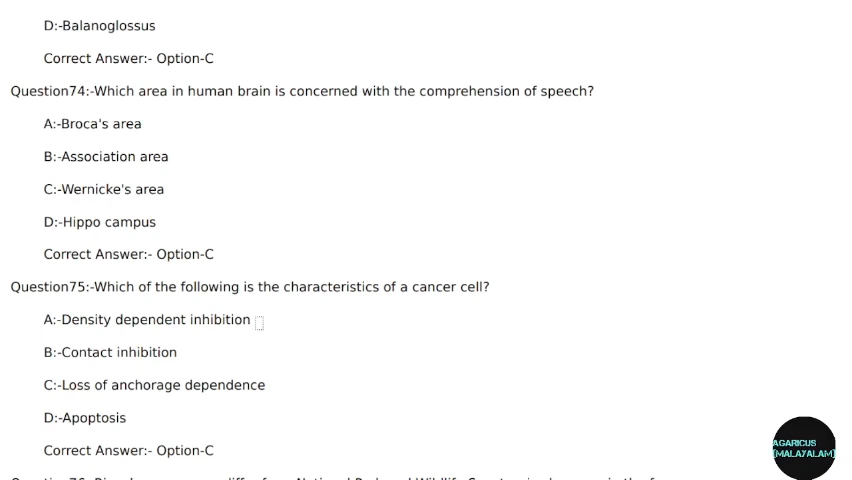 D:-Balanoglossus
Correct Answer:- Option-C
Question74:-Which area in human brain is concerned with the comprehension of speech?
A:-Broca's area
B:-Association area
C:-Wernicke's area
D:-Hippo campus
Correct Answer:- Option-C
Question75:-Which of the following is the characteristics of a cancer cell?
A:-Density dependent inhibition
B:-Contact inhibition
C:-Loss of anchorage dependence
D:-Apoptosis
Correct Answer:- Option-C
AGARICUS
[MALAYALAM]